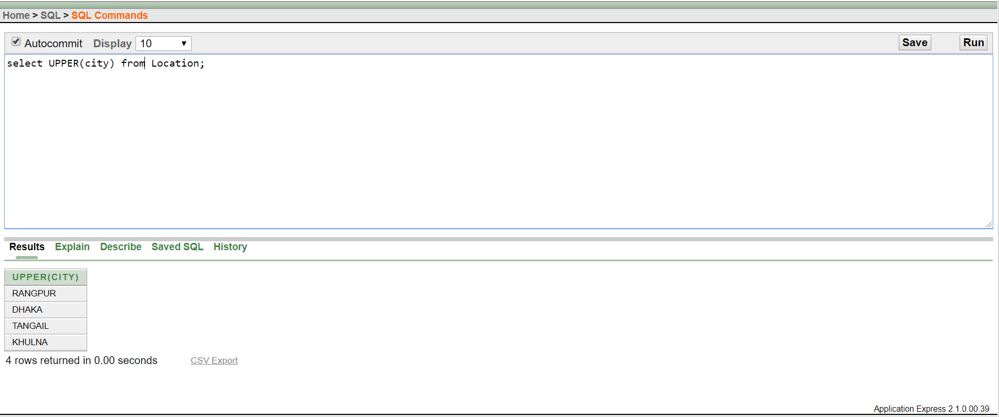 Home > SQL > SQL Commands
Autocommit Display 10 Save Run
select UPPER(city) from Location;
Results Explain Describe Saved SQL History
UPPER(CITY)
RANGPUR
DHAKA
TANGAIL
KHULNA
4 rows returned in 0.00 seconds CSV Export
Application Express 2.1.0.00.39